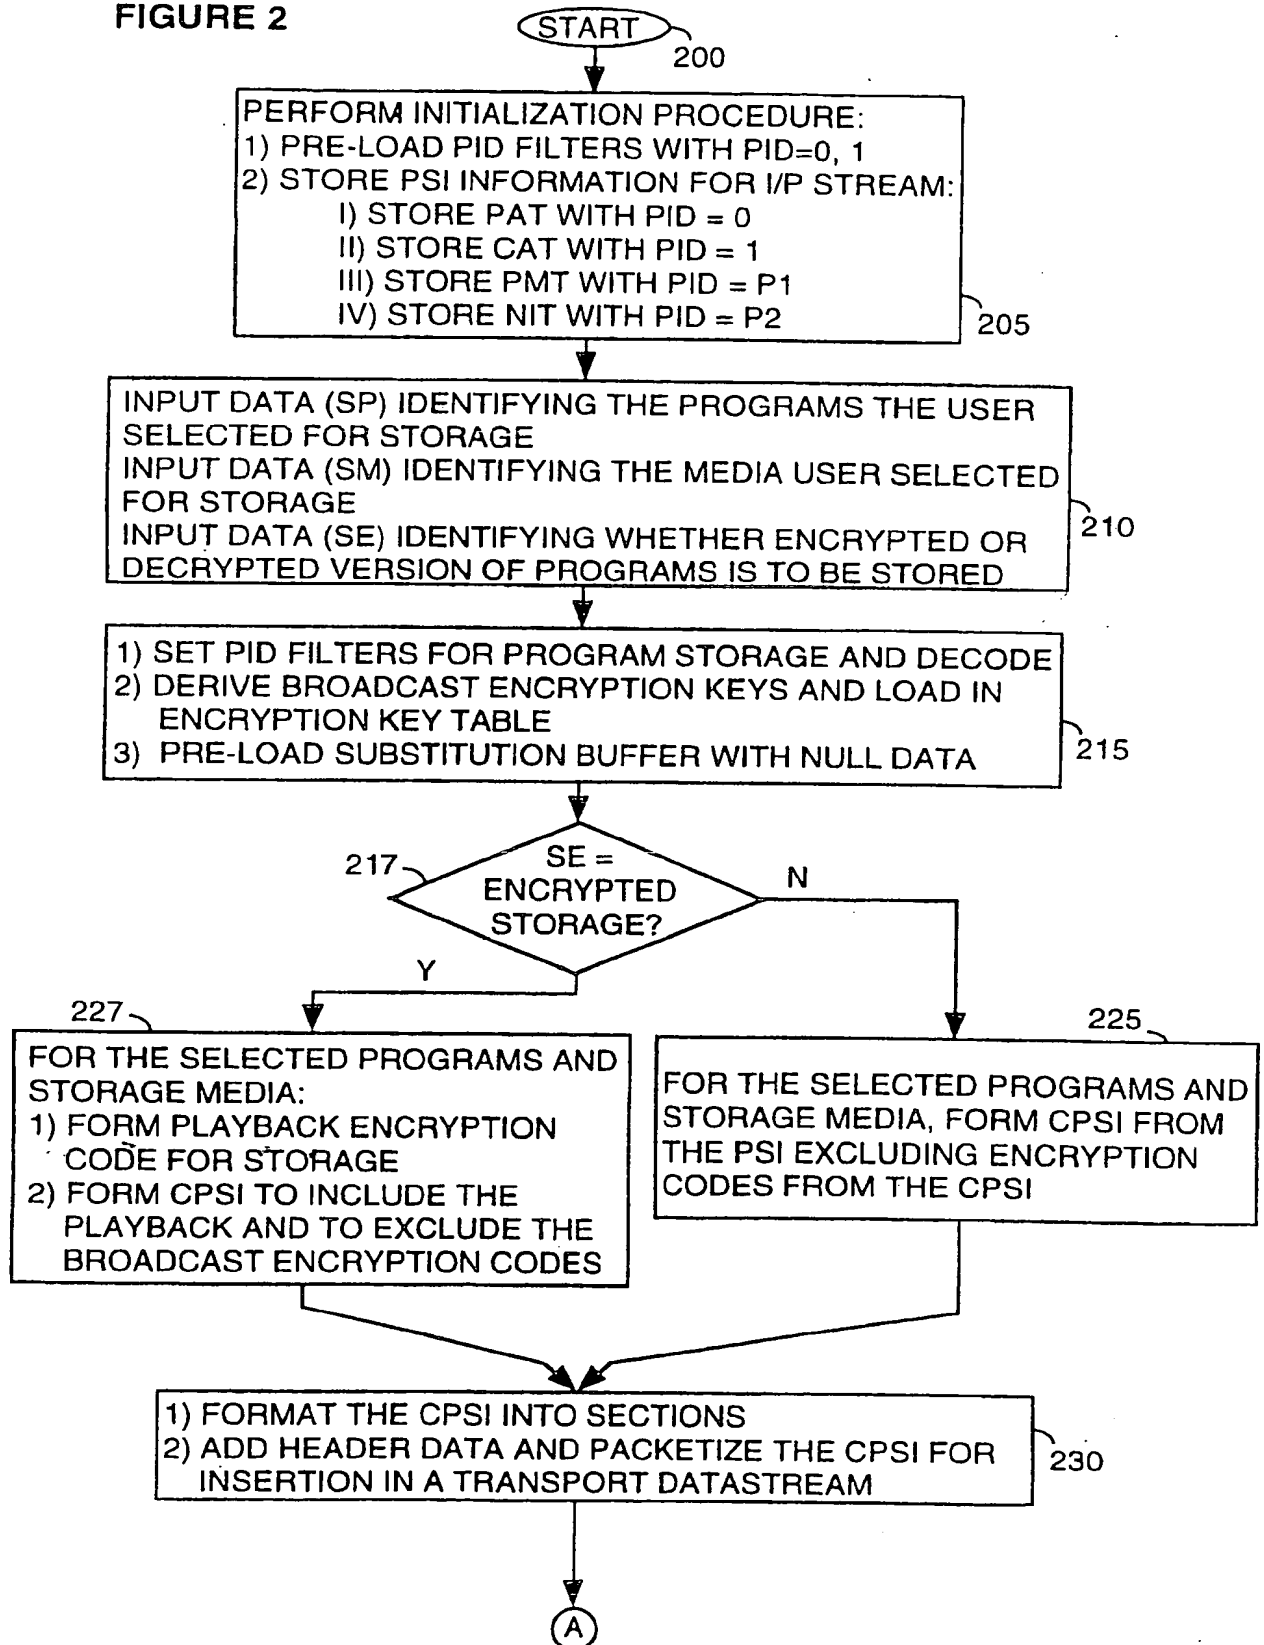 FIGURE 2
START
200
PERFORM INITIALIZATION PROCEDURE:
1) PRE-LOAD PID FILTERS WITH PID=0, 1
2) STORE PSI INFORMATION FOR I/P STREAM:
I) STORE PAT WITH PID = 0
II) STORE CAT WITH PID = 1
III) STORE PMT WITH PID = P1
IV) STORE NIT WITH PID = P2
205
INPUT DATA (SP) IDENTIFYING THE PROGRAMS THE USER
SELECTED FOR STORAGE
INPUT DATA (SM) IDENTIFYING THE MEDIA USER SELECTED
FOR STORAGE
INPUT DATA (SE) IDENTIFYING WHETHER ENCRYPTED OR
DECRYPTED VERSION OF PROGRAMS IS TO BE STORED
210
1) SET PID FILTERS FOR PROGRAM STORAGE AND DECODE
2) DERIVE BROADCAST ENCRYPTION KEYS AND LOAD IN
ENCRYPTION KEY TABLE
3) PRE-LOAD SUBSTITUTION BUFFER WITH NULL DATA
215
217
SE =
ENCRYPTED
STORAGE?
N
Y
227
FOR THE SELECTED PROGRAMS AND
STORAGE MEDIA:
1) FORM PLAYBACK ENCRYPTION
CODE FOR STORAGE
2) FORM CPSI TO INCLUDE THE
PLAYBACK AND TO EXCLUDE THE
BROADCAST ENCRYPTION CODES
225
FOR THE SELECTED PROGRAMS AND
STORAGE MEDIA, FORM CPSI FROM
THE PSI EXCLUDING ENCRYPTION
CODES FROM THE CPSI
1) FORMAT THE CPSI INTO SECTIONS
2) ADD HEADER DATA AND PACKETIZE THE CPSI FOR
INSERTION IN A TRANSPORT DATASTREAM
230
A